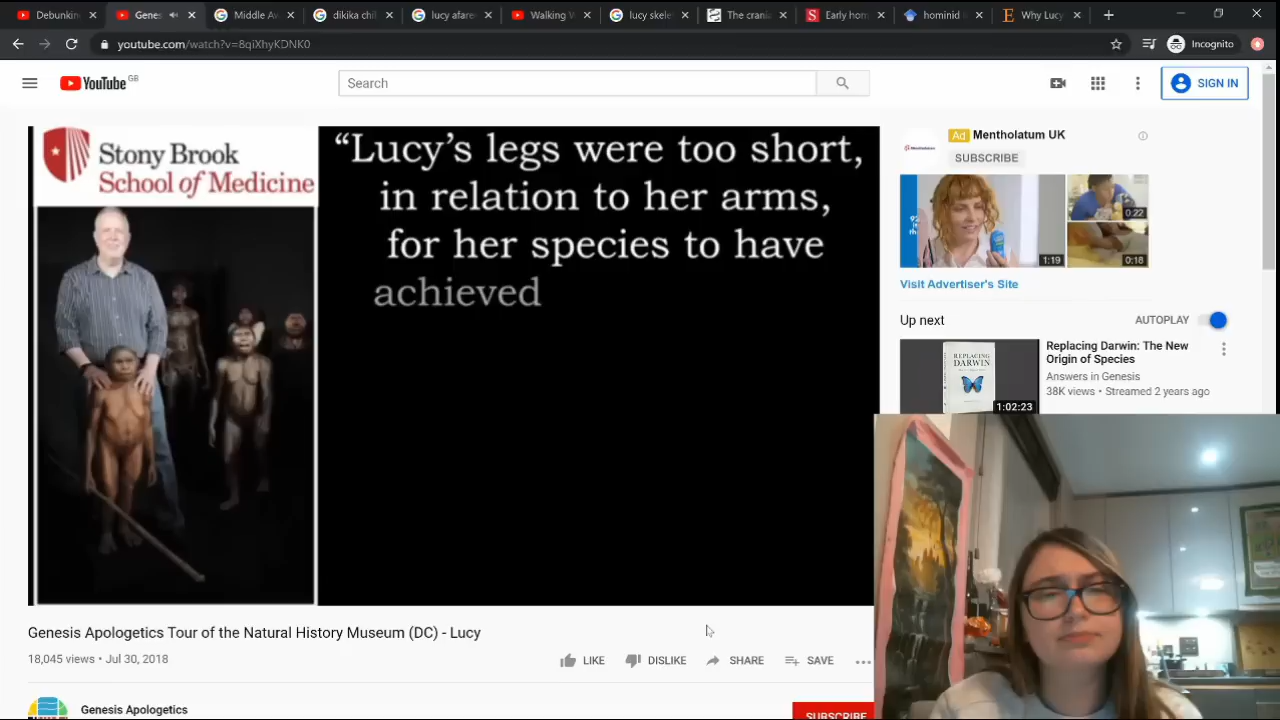 Debunkin
Genes
Middle Av
dikika chi
lucy afare
Walking W
lucy skele
The crania
Early hom
hominid
Why Lucy
youtube.com/watch?v=8qiXhyKDNK0
Incognito
YouTube GB
Search
SIGN IN
Stony Brook
School of Medicine
"Lucy's legs were too short,
in relation to her arms,
for her species to have
achieved
Ad Mentholatum UK
SUBSCRIBE
1:19
0:22
0:18
Visit Advertiser's Site
Up next
AUTOPLAY
REPLACING
DARWIN
1:02:23
Replacing Darwin: The New
Origin of Species
Answers in Genesis
38K views • Streamed 2 years ago
Genesis Apologetics Tour of the Natural History Museum (DC) - Lucy
18,045 views • Jul 30, 2018
LIKE
DISLIKE
SHARE
SAVE
Genesis Apologetics
SUBSCRIBE